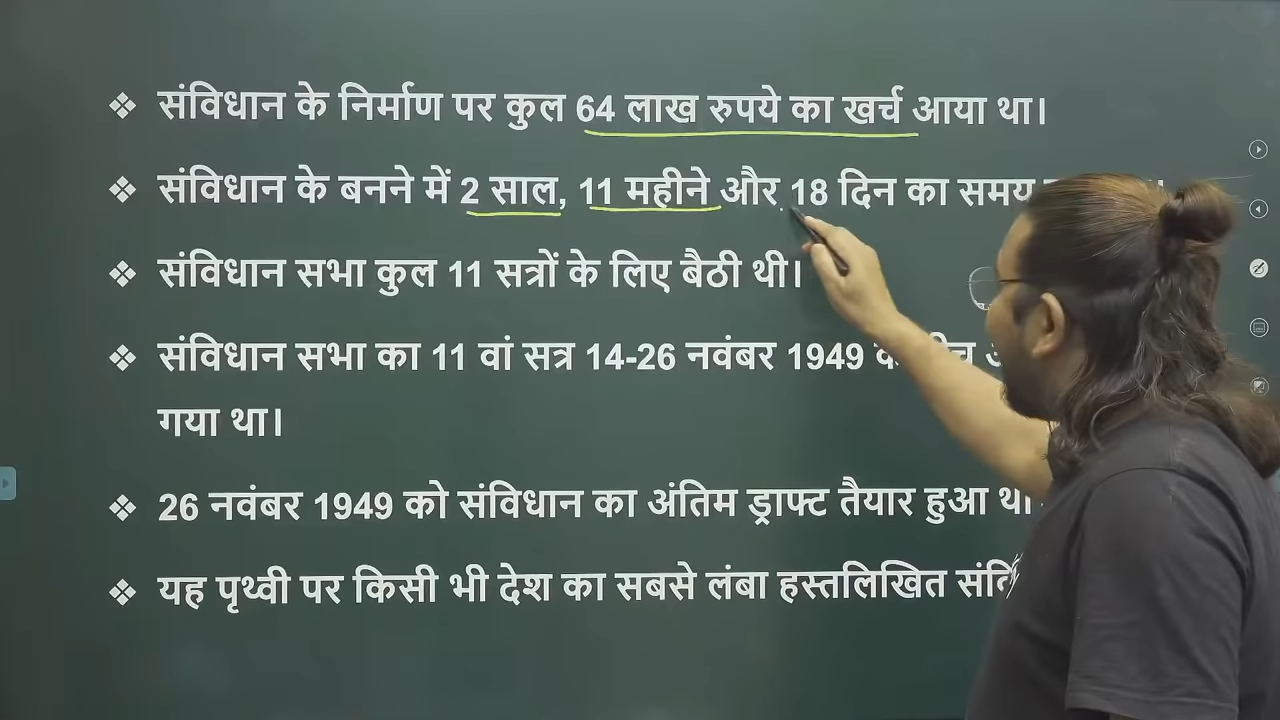 ❖ संविधान के निर्माण पर कुल 64 लाख रुपये का खर्च आया था।
❖ संविधान के बनने में 2 साल, 11 महीने और 18 दिन का समय
❖ संविधान सभा कुल 11 सत्रों के लिए बैठी थी।
❖ संविधान सभा का 11 वां सत्र 14-26 नवंबर 1949
गया था।
❖ 26 नवंबर 1949 को संविधान का अंतिम ड्राफ्ट तैयार हुआ था
❖ यह पृथ्वी पर किसी भी देश का सबसे लंबा हस्तलिखित